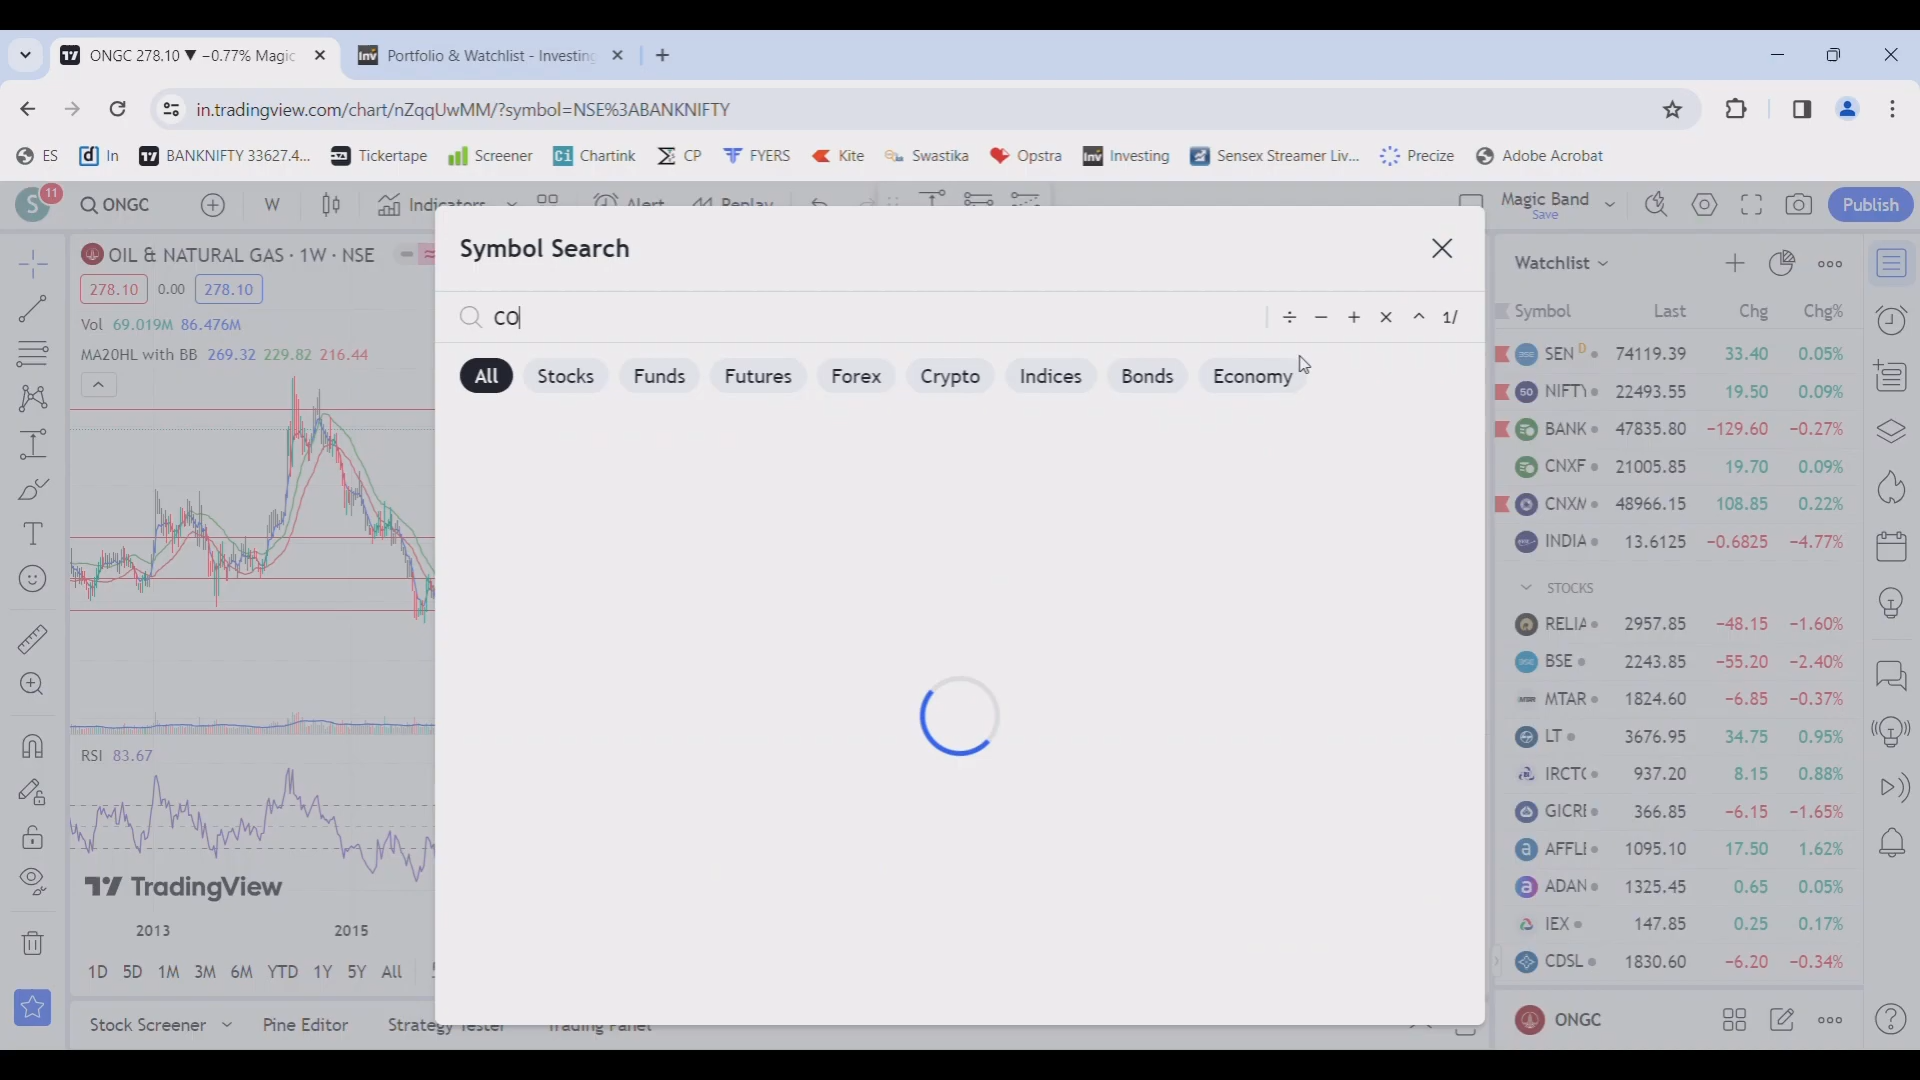 ONGC 278.10 ▼ −0.77% Magic
Portfolio & Watchlist - Investing
in.tradingview.com/chart/nZqqUwMM/?symbol=NSE%3ABANKNIFTY
ES In BANKNIFTY 33627.4... Tickertape Screener Chartink CP FYERS Kite Swastika Opstra Investing Sensex Streamer Liv... Precize Adobe Acrobat
S 11 ONGC W Indicators Alert Replay Magic Band Save Publish
OIL & NATURAL GAS · 1W · NSE
278.10 0.00 278.10
Vol 69.019M 86.476M
MA20HL with BB 269.32 229.82 216.44
RSI 83.67
TradingView
2013 2015
1D 5D 1M 3M 6M YTD 1Y 5Y All
Stock Screener Pine Editor Strategy Tester Trading Panel
Symbol Search
CO
÷ − + × ^ 1/
All Stocks Funds Futures Forex Crypto Indices Bonds Economy
Watchlist
Symbol Last Chg Chg%
SEN D 74119.39 33.40 0.05%
50 NIFTY 22493.55 19.50 0.09%
BANK 47835.80 −129.60 −0.27%
CNXF 21005.85 19.70 0.09%
CNXM 48966.15 108.85 0.22%
INDIA 13.6125 −0.6825 −4.77%
STOCKS
RELIA 2957.85 −48.15 −1.60%
BSE 2243.85 −55.20 −2.40%
MTAR 1824.60 −6.85 −0.37%
LT 3676.95 34.75 0.95%
IRCTC 937.20 8.15 0.88%
GICRE 366.85 −6.15 −1.65%
AFFLE 1095.10 17.50 1.62%
ADAN 1325.45 0.65 0.05%
IEX 147.85 0.25 0.17%
CDSL 1830.60 −6.20 −0.34%
ONGC